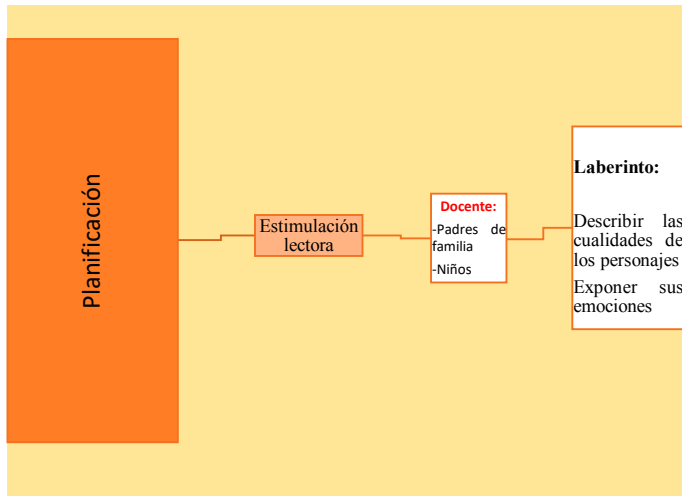 Planificación
Estimulación
lectora
Docente:
-Padres de
familia
-Niños
Laberinto:
Describir las
cualidades de
los personajes
Exponer sus
emociones